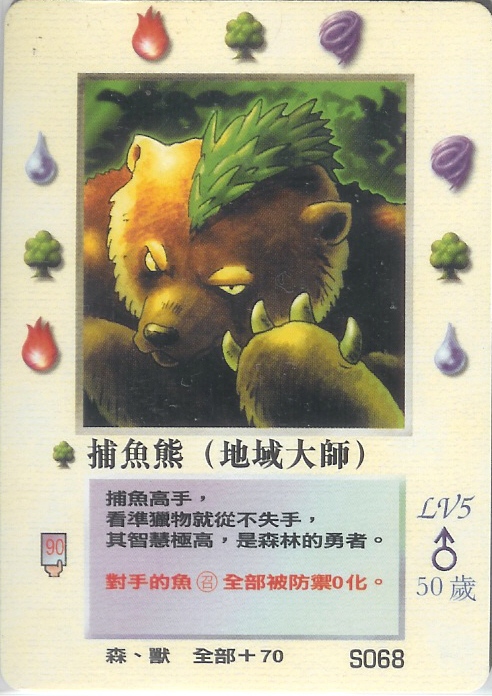 捕魚熊（地域大師）
捕魚高手，
看準獵物就從不失手，
其智慧極高，是森林的勇者。
對手的魚㊁全部被防禦0化。
LV5
50歲
90
森、獸 全部＋70
S068